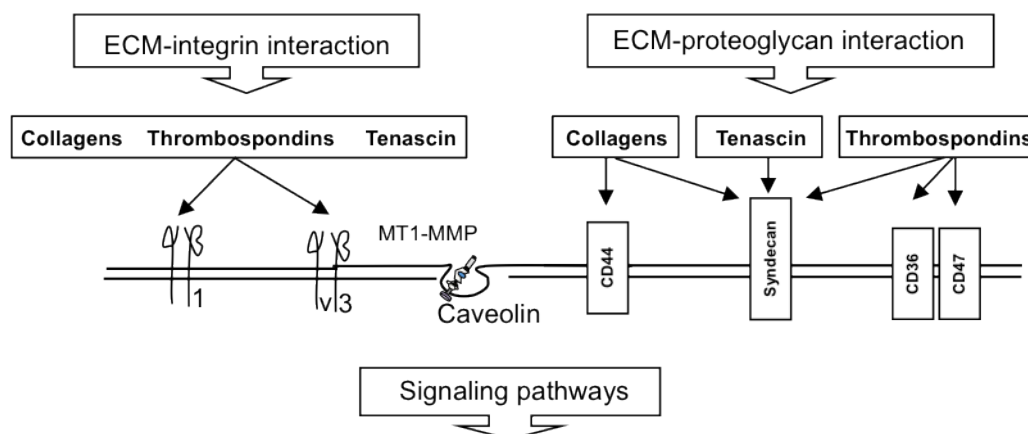 ECM-integrin interaction
ECM-proteoglycan interaction
Collagens Thrombospondins Tenascin
Collagens
Tenascin
Thrombospondins
α β
1
α β
v 3
MT1-MMP
Caveolin
CD44
Syndecan
CD36
CD47
Signaling pathways